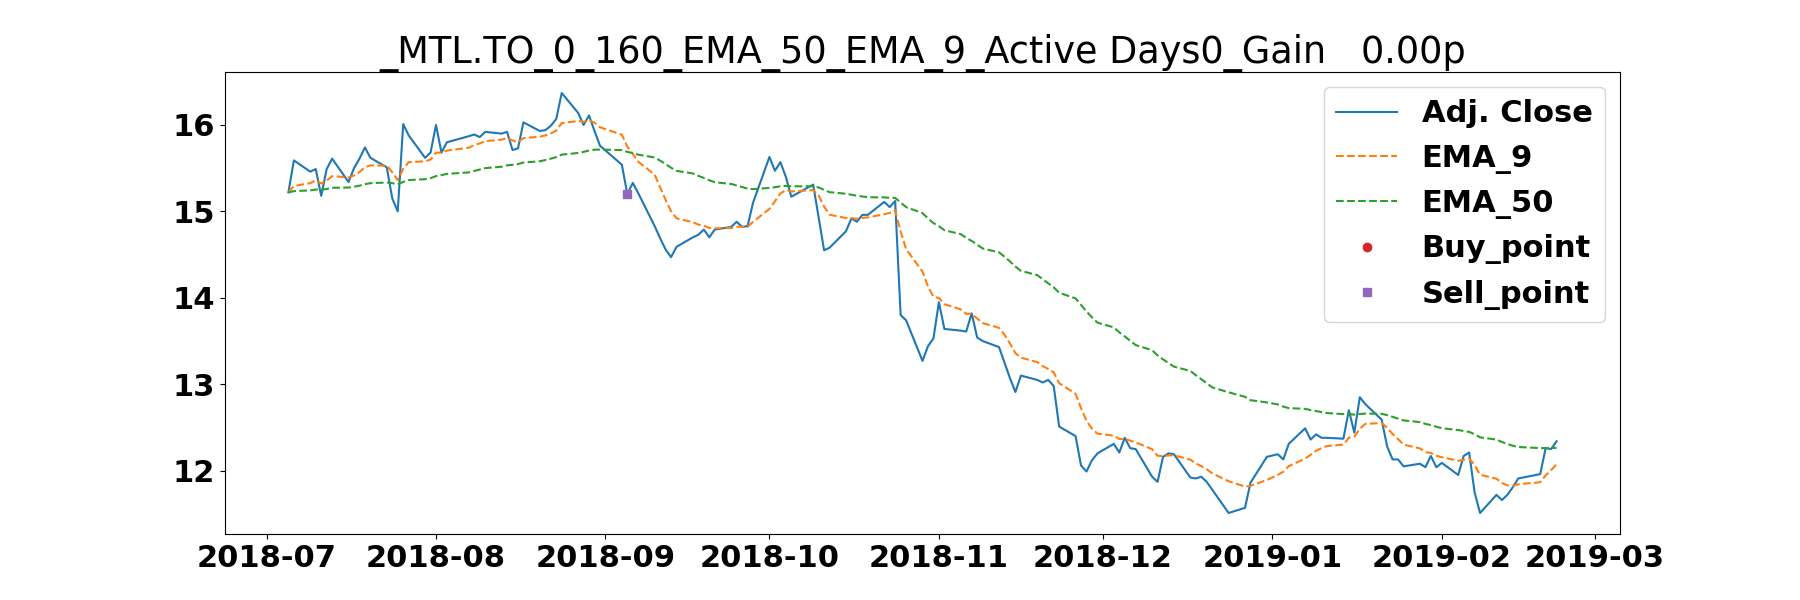 _MTL.TO_0_160_EMA_50_EMA_9_Active Days0_Gain   0.00p
16
15
14
13
12
Adj. Close
EMA_9
EMA_50
Buy_point
Sell_point
2018-07 2018-08 2018-09 2018-10 2018-11 2018-12 2019-01 2019-02 2019-03